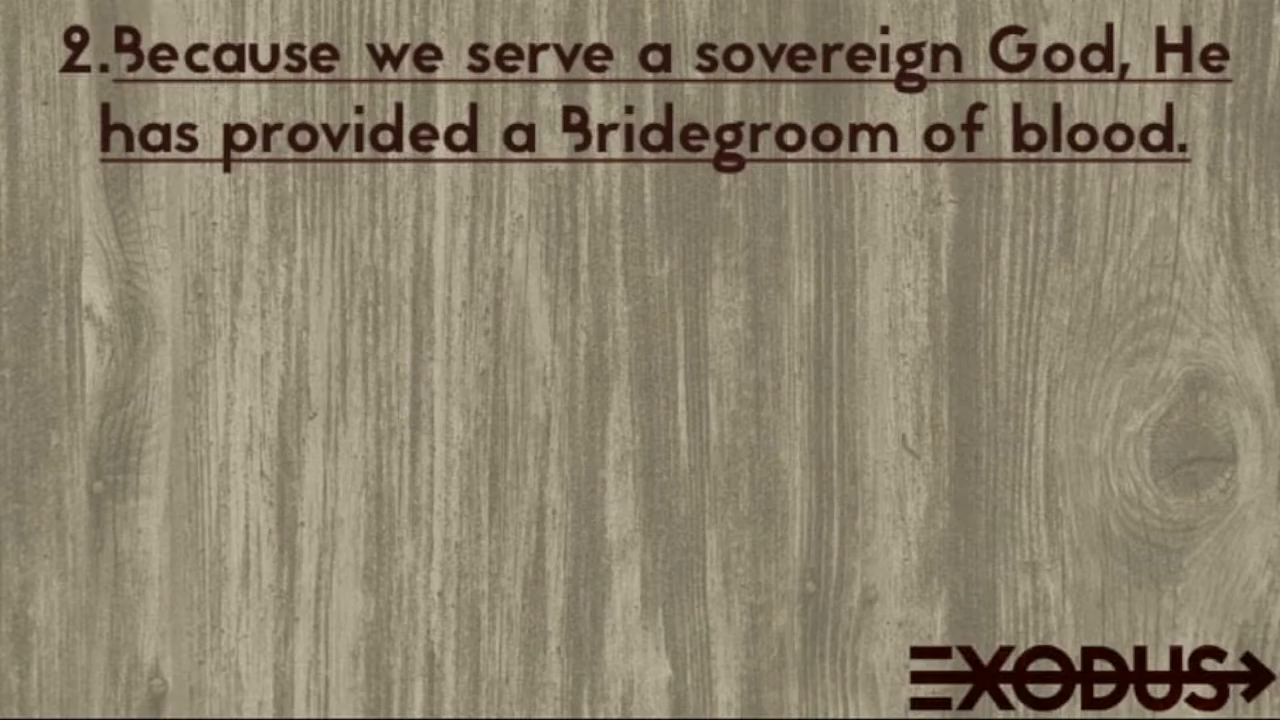 2.Because we serve a sovereign God, He
has provided a Bridegroom of blood.
EXODUS